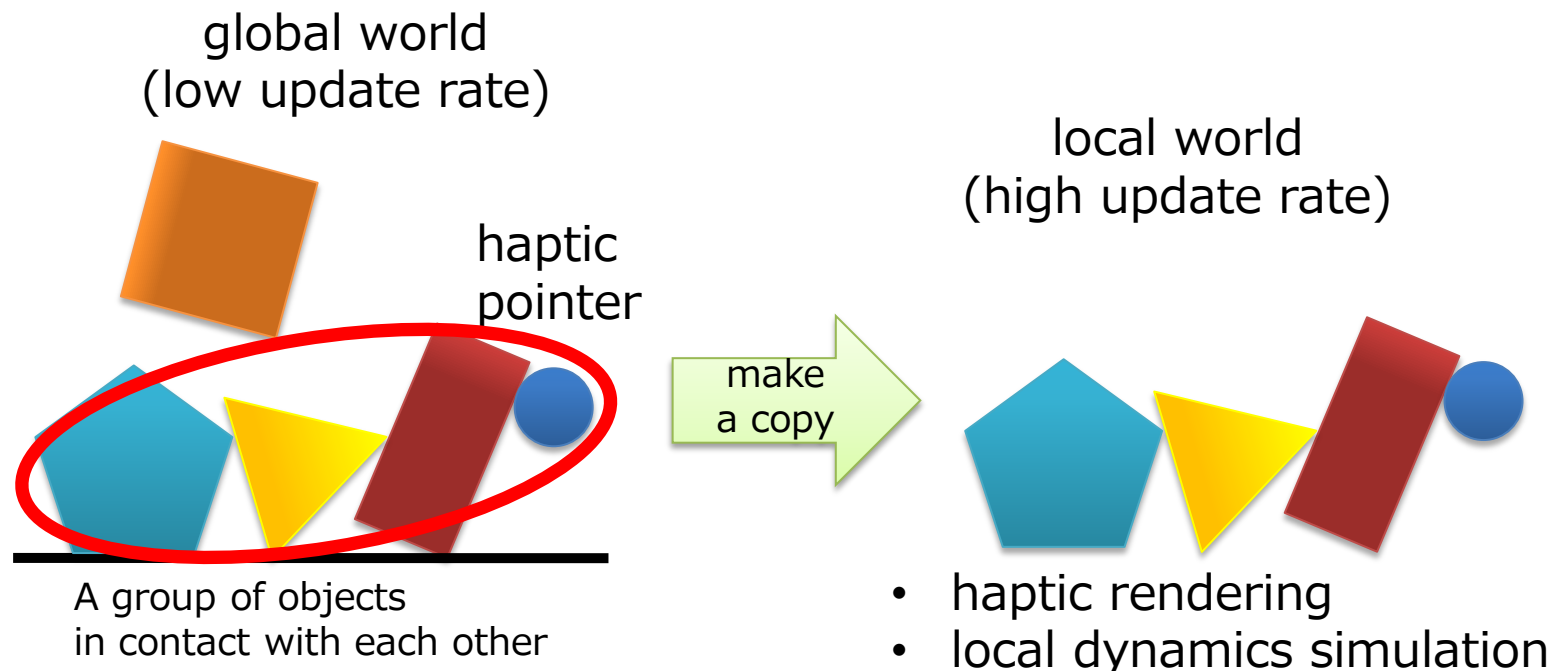 global world
(low update rate)
haptic
pointer
A group of objects
in contact with each other
make
a copy
local world
(high update rate)
• haptic rendering
• local dynamics simulation